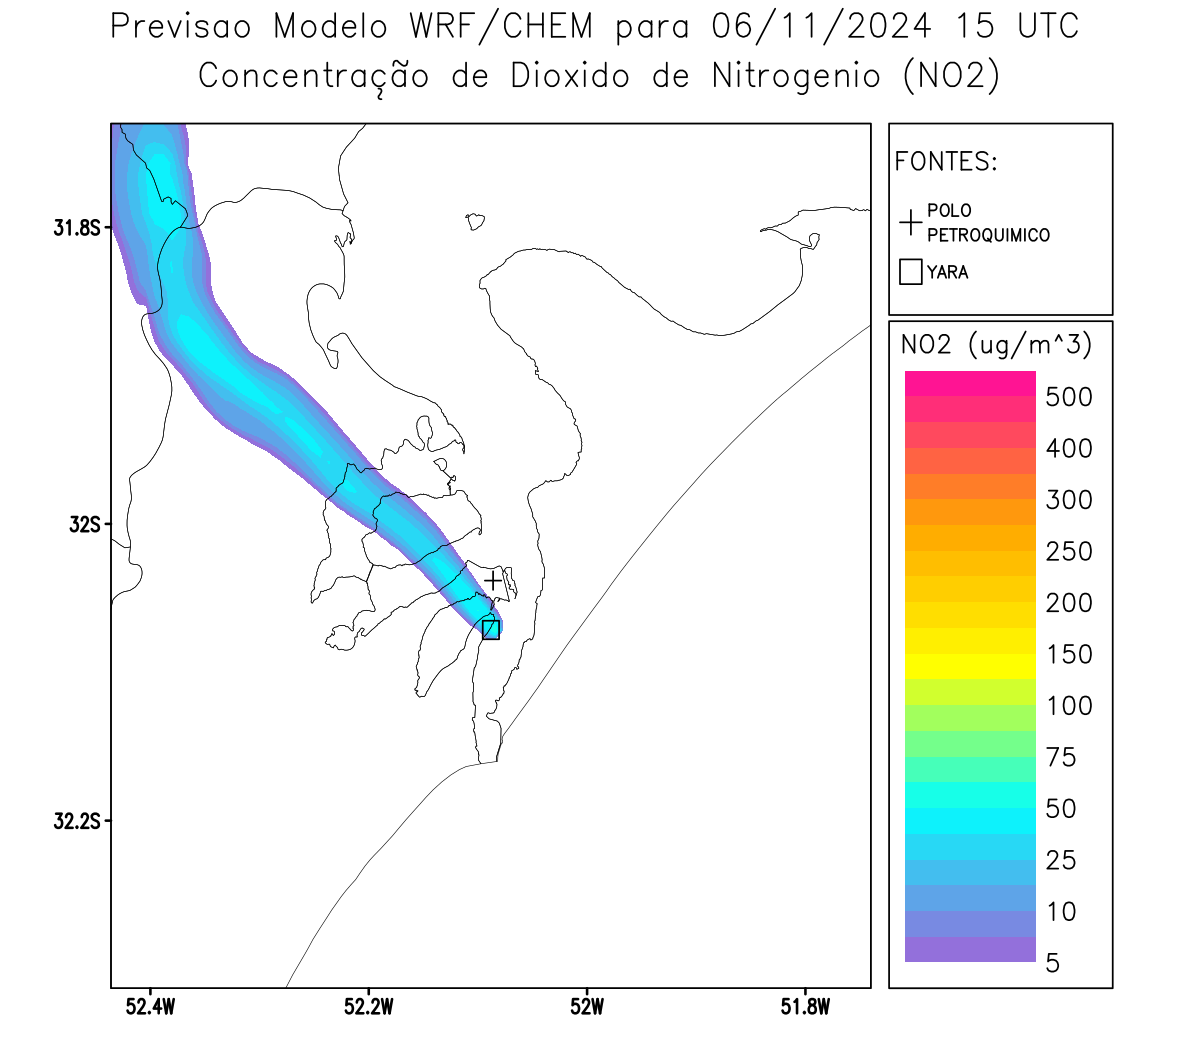 Previsao Modelo WRF/CHEM para 06/11/2024 15 UTC
Concentração de Dioxido de Nitrogenio (NO2)
FONTES:
POLO
PETROQUIMICO
YARA
NO2 (ug/m^3)
500
400
300
250
200
150
100
75
50
25
10
5
31.8S
32S
32.2S
52.4W
52.2W
52W
51.8W